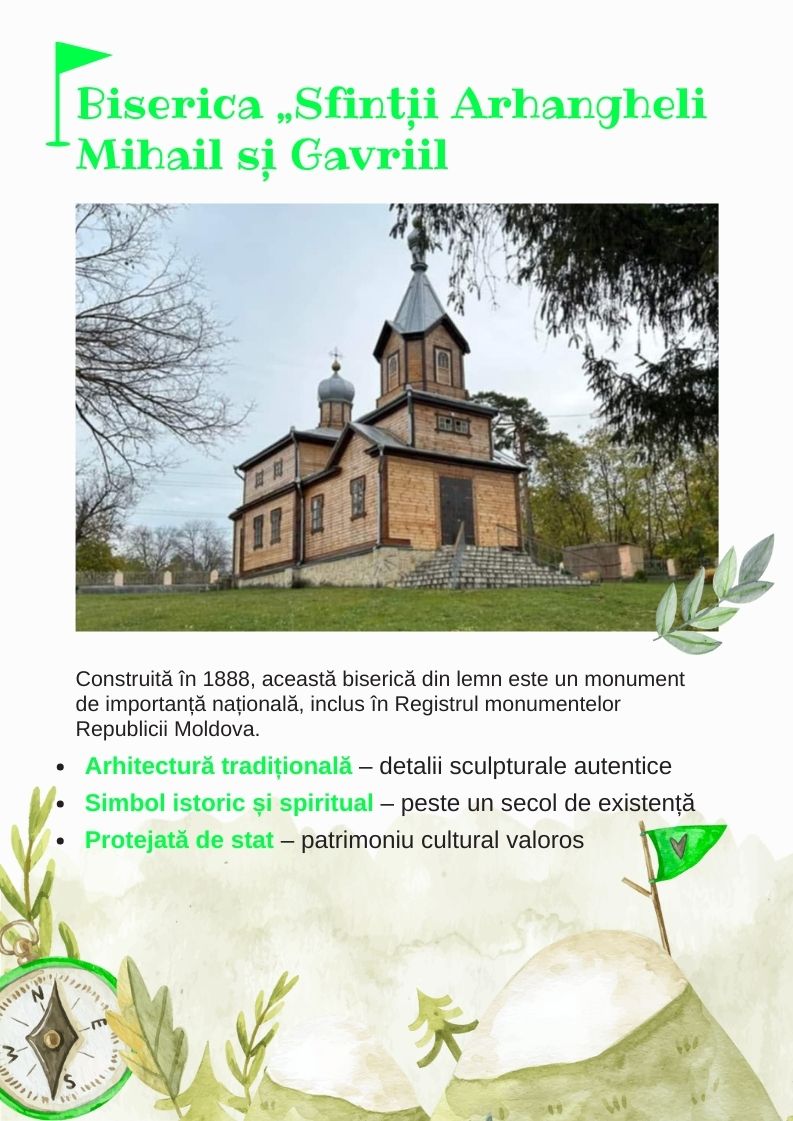 Biserica „Sfinții Arhangheli
Mihail și Gavriil
Construită în 1888, această biserică din lemn este un monument
de importanță națională, inclus în Registrul monumentelor
Republicii Moldova.
• Arhitectură tradițională – detalii sculpturale autentice
• Simbol istoric și spiritual – peste un secol de existență
• Protejată de stat – patrimoniu cultural valoros
N
E
W
S